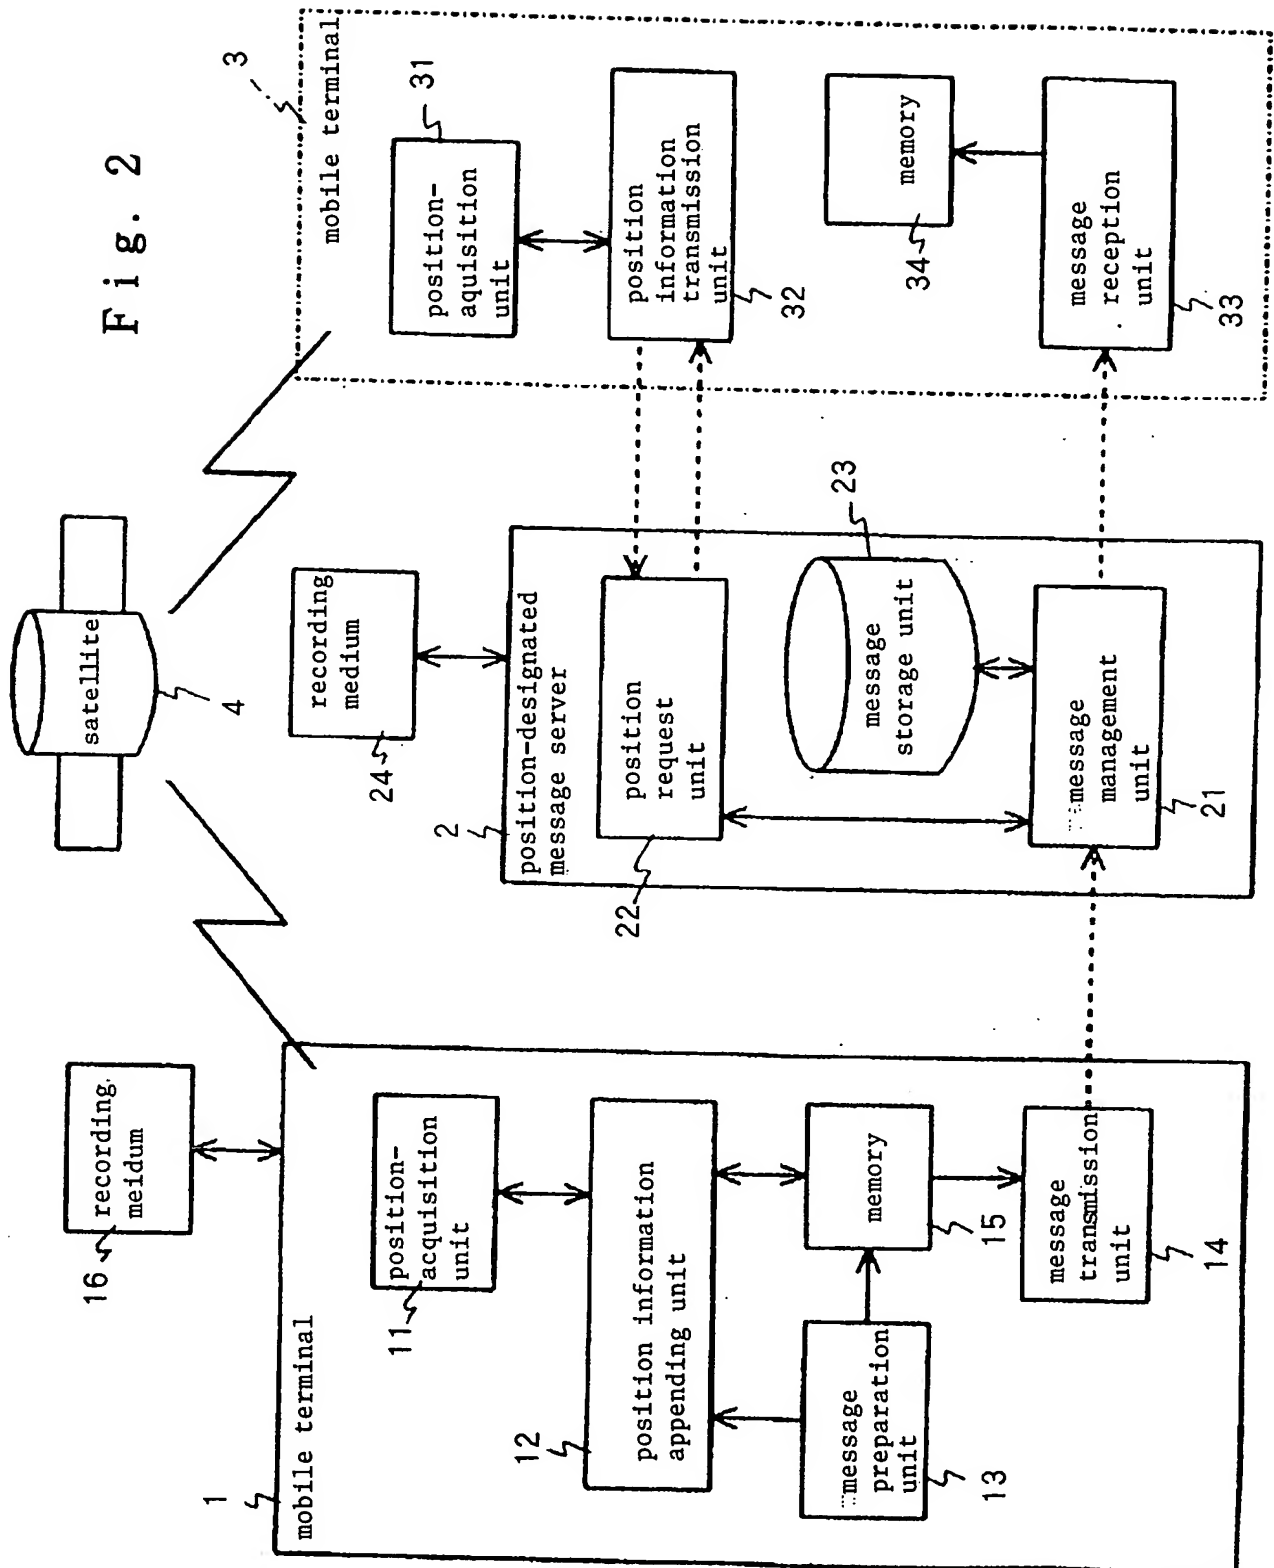 Fig. 2
satellite
4
16
recording.
meidum
1
mobile terminal
11
position-
acquisition
unit
12
position information
appending unit
message
preparation
unit
13
memory
15
message
transmission
unit
14
24
recording
medium
2
position-designated
message server
22
position
request
unit
23
message
storage unit
message
management
unit
21
3
mobile terminal
31
position-
aquisition
unit
position
information
transmission
unit
32
memory
34
message
reception
unit
33